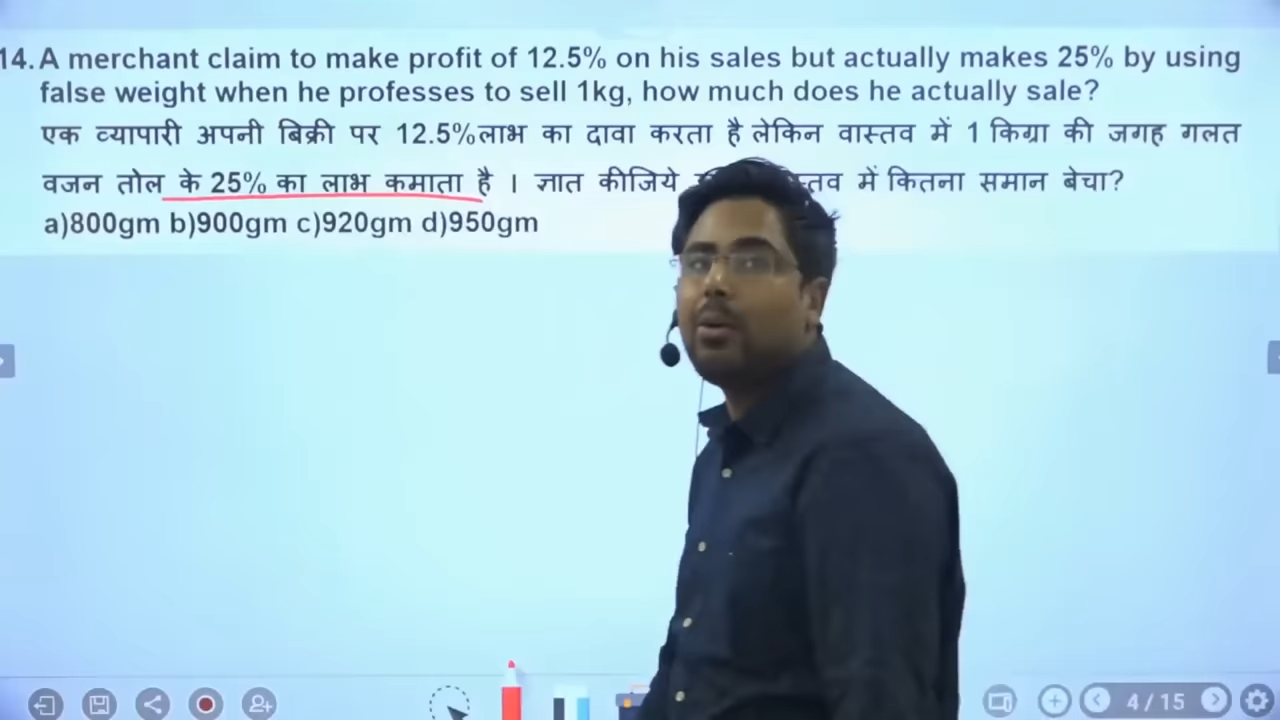 14. A merchant claim to make profit of 12.5% on his sales but actually makes 25% by using
false weight when he professes to sell 1kg, how much does he actually sale?
एक व्यापारी अपनी बिक्री पर 12.5%लाभ का दावा करता है लेकिन वास्तव में 1 किग्रा की जगह गलत
वजन तोल के 25% का लाभ कमाता है । ज्ञात कीजिये में कितना समान बेचा?
a)800gm b)900gm c)920gm d)950gm
4 / 15